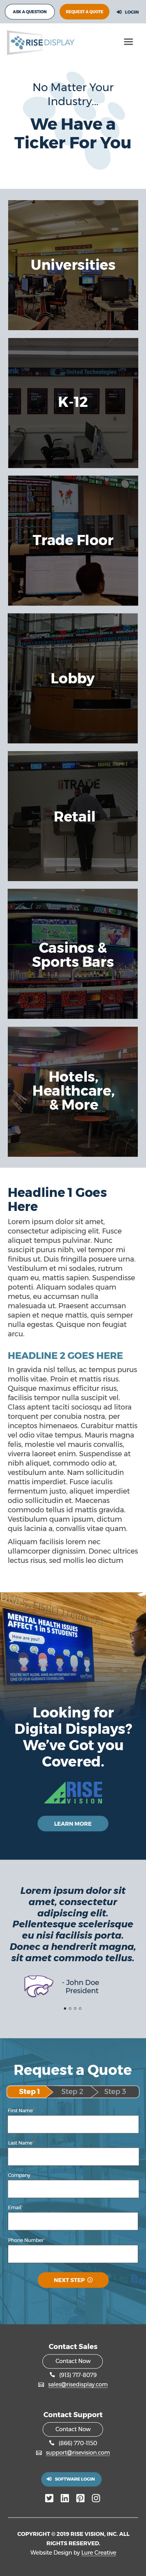 ASK A QUESTION
REQUEST A QUOTE
LOGIN
RISE DISPLAY
No Matter Your
Industry...
We Have a
Ticker For You
Universities
K-12
Trade Floor
Lobby
Retail
Casinos &
Sports Bars
Hotels,
Healthcare,
& More
Headline 1 Goes
Here
Lorem ipsum dolor sit amet,
consectetur adipiscing elit. Fusce
aliquet tempus pulvinar. Nunc
suscipit purus nibh, vel tempor mi
finibus ut. Duis fringilla posuere urna.
Vestibulum et mi sodales, rutrum
quam eu, mattis sapien. Suspendisse
potenti. Aliquam sodales quam
metus, eu accumsan nulla
malesuada ut. Praesent accumsan
sapien et neque mattis, quis semper
nulla egestas. Quisque non feugiat
arcu.
HEADLINE 2 GOES HERE
In gravida nisl lectus, ac tempus purus
mollis vitae. Proin et mattis risus.
Quisque maximus efficitur risus,
facilisis tempor nulla suscipit vel.
Class aptent taciti sociosqu ad litora
torquent per conubia nostra, per
inceptos himenaeos. Curabitur mattis
vel odio vitae tempus. Mauris magna
felis, molestie vel mauris convallis,
laoreet laoreet sem. Suspendisse at
nibh aliquet, commodo odio at,
vestibulum ante. Nam sollicitudin
lorem imperdiet. Fusce iaculis
fermentum justo, aliquet imperdiet
odio sollicitudin et. Maecenas
commodo tellus id mattis gravida.
Vestibulum quam ipsum, dictum
quis lacinia a, convallis vitae quam.
Aliquam facilisis lorem nec
ullamcorper dignissim. Donec ultrices
lectus risus, sed mollis leo dictum
MENTAL HEALTH ISSUES
AFFECT 1 IN 5 STUDENTS
How are you?
Looking for
Digital Displays?
We've Got you
Covered.
RISE
VISION
LEARN MORE
Lorem ipsum dolor sit
amet, consectetur
adipiscing elit.
Pellentesque scelerisque
eu nisi facilisis porta.
Donec a hendrerit magna,
sit amet commodo tellus.
- John Doe
President
Request a Quote
Step 1
Step 2
Step 3
First Name*
Last Name*
Company
Email*
Phone Number*
NEXT STEP
Contact Sales
Contact Now
(913) 717-8079
sales@risedisplay.com
Contact Support
Contact Now
(866) 770-1150
support@risevision.com
SOFTWARE LOGIN
COPYRIGHT © 2019 RISE VISION, INC. ALL
RIGHTS RESERVED.
Website Design by Lure Creative